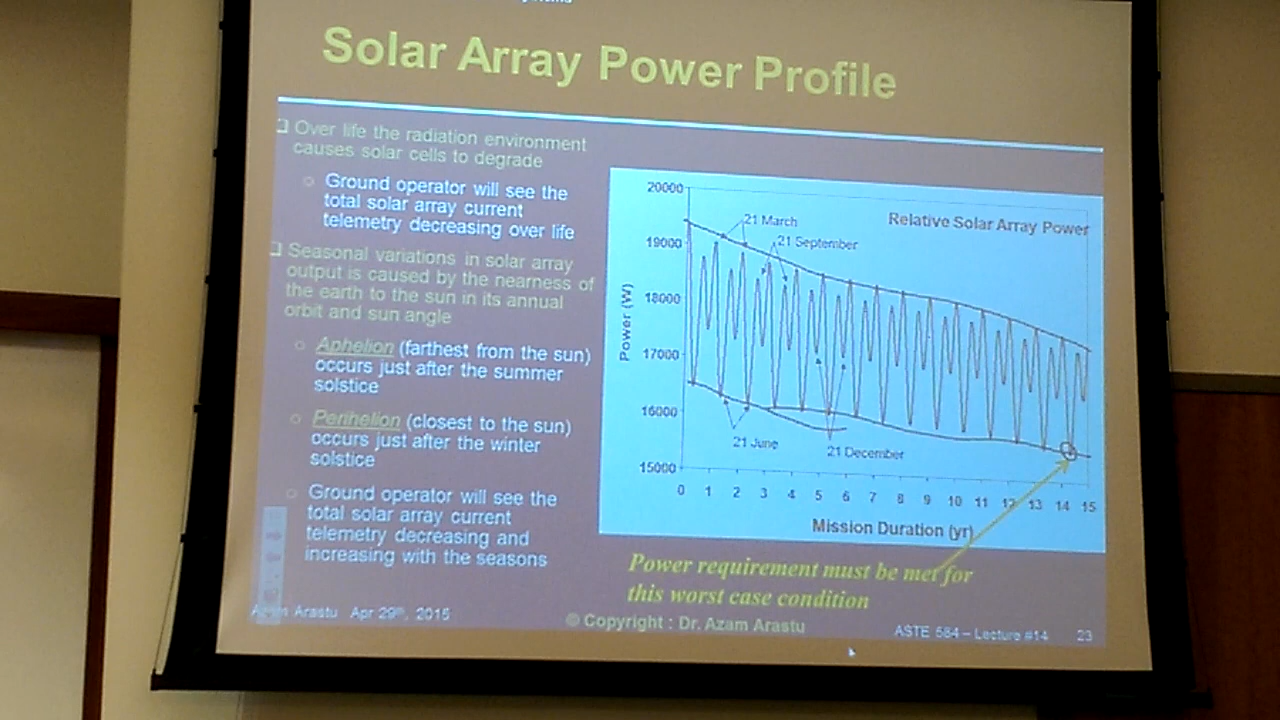 Solar Array Power Profile
Over life the radiation environment
causes solar cells to degrade
Ground operator will see the
total solar array current
telemetry decreasing over life
Seasonal variations in solar array
output is caused by the nearness of
the earth to the sun in its annual
orbit and sun angle
Aphelion (farthest from the sun)
occurs just after the summer
solstice
Perihelion (closest to the sun)
occurs just after the winter
solstice
Ground operator will see the
total solar array current
telemetry decreasing and
increasing with the seasons
Relative Solar Array Power
20000
19000
18000
17000
16000
15000
Power (W)
21 March
21 September
21 June
21 December
0 1 2 3 4 5 6 7 8 9 10 11 12 13 14 15
Mission Duration (yr)
Power requirement must be met for
this worst case condition
Azam Arastu Apr 29th, 2015
© Copyright : Dr. Azam Arastu
ASTE 584 – Lecture #14 23